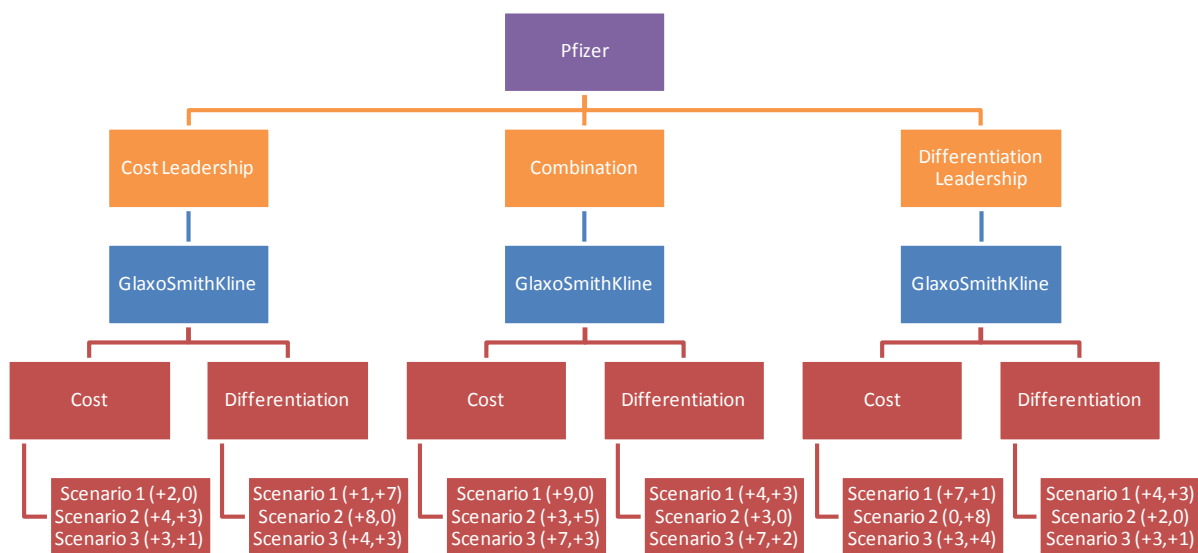 Pfizer
Cost Leadership
Combination
Differentiation
Leadership
GlaxoSmithKline
GlaxoSmithKline
GlaxoSmithKline
Cost
Differentiation
Cost
Differentiation
Cost
Differentiation
Scenario 1 (+2,0)
Scenario 2 (+4,+3)
Scenario 3 (+3,+1)
Scenario 1 (+1,+7)
Scenario 2 (+8,0)
Scenario 3 (+4,+3)
Scenario 1 (+9,0)
Scenario 2 (+3,+5)
Scenario 3 (+7,+3)
Scenario 1 (+4,+3)
Scenario 2 (+3,0)
Scenario 3 (+7,+2)
Scenario 1 (+7,+1)
Scenario 2 (0,+8)
Scenario 3 (+3,+4)
Scenario 1 (+4,+3)
Scenario 2 (+2,0)
Scenario 3 (+3,+1)